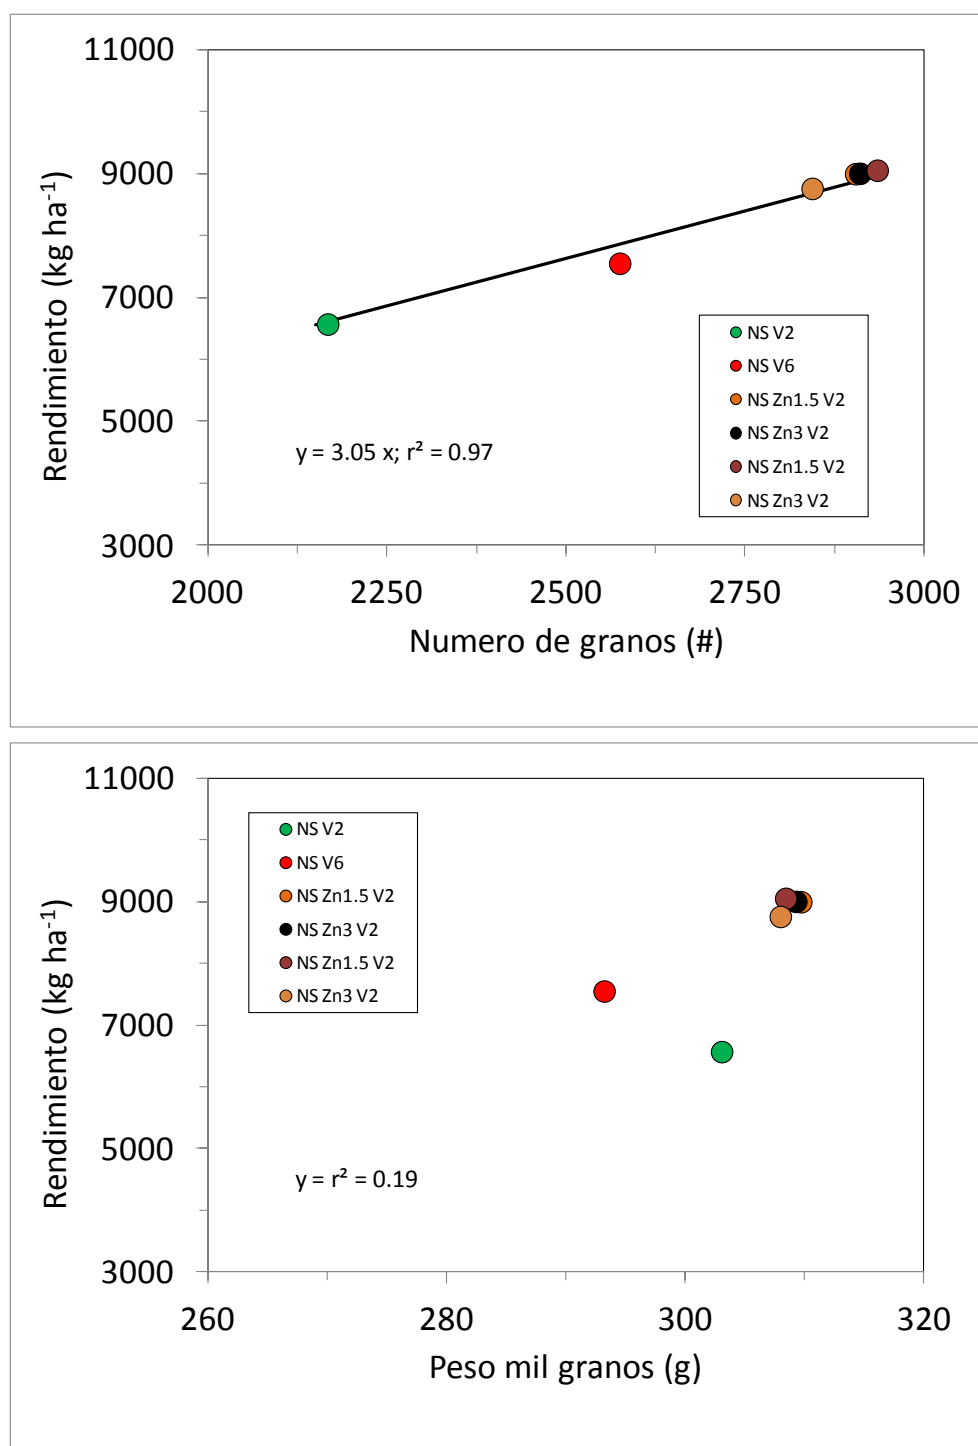 11000
9000
7000
5000
3000
Rendimiento (kg ha⁻¹)
NS V2
NS V6
NS Zn1.5 V2
NS Zn3 V2
NS Zn1.5 V2
NS Zn3 V2
y = 3.05 x; r² = 0.97
2000 2250 2500 2750 3000
Numero de granos (#)
11000
9000
7000
5000
3000
Rendimiento (kg ha⁻¹)
NS V2
NS V6
NS Zn1.5 V2
NS Zn3 V2
NS Zn1.5 V2
NS Zn3 V2
y = r² = 0.19
260 280 300 320
Peso mil granos (g)